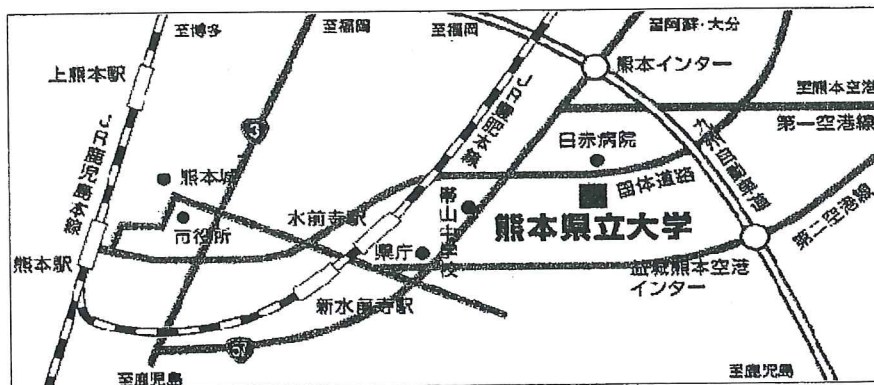 至博多
至福岡
至福岡
至阿蘇・大分
上熊本駅
熊本インター
至熊本空港
第一空港線
JR鹿児島本線
3
JR豊肥本線
九州自動車道
日赤病院
熊本城
国体道路
水前寺駅
帯山中学校
市役所
熊本県立大学
第二空港線
熊本駅
県庁
益城熊本空港
インター
新水前寺駅
57
至鹿児島
至鹿児島